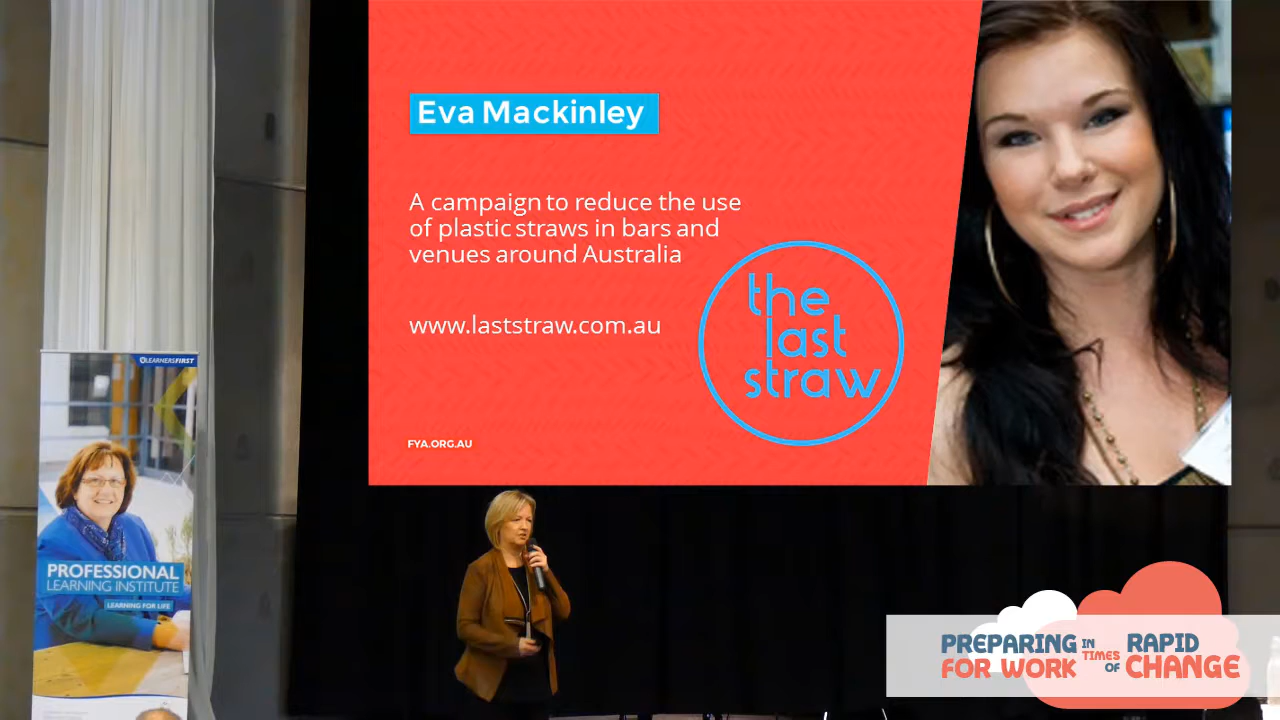 Eva Mackinley
A campaign to reduce the use
of plastic straws in bars and
venues around Australia
www.laststraw.com.au
the
last
straw
FYA.ORG.AU
LEARNERSFIRST
PROFESSIONAL
LEARNING INSTITUTE
LEARNING FOR LIFE
PREPARING IN RAPID
TIMES
FOR WORK OF CHANGE